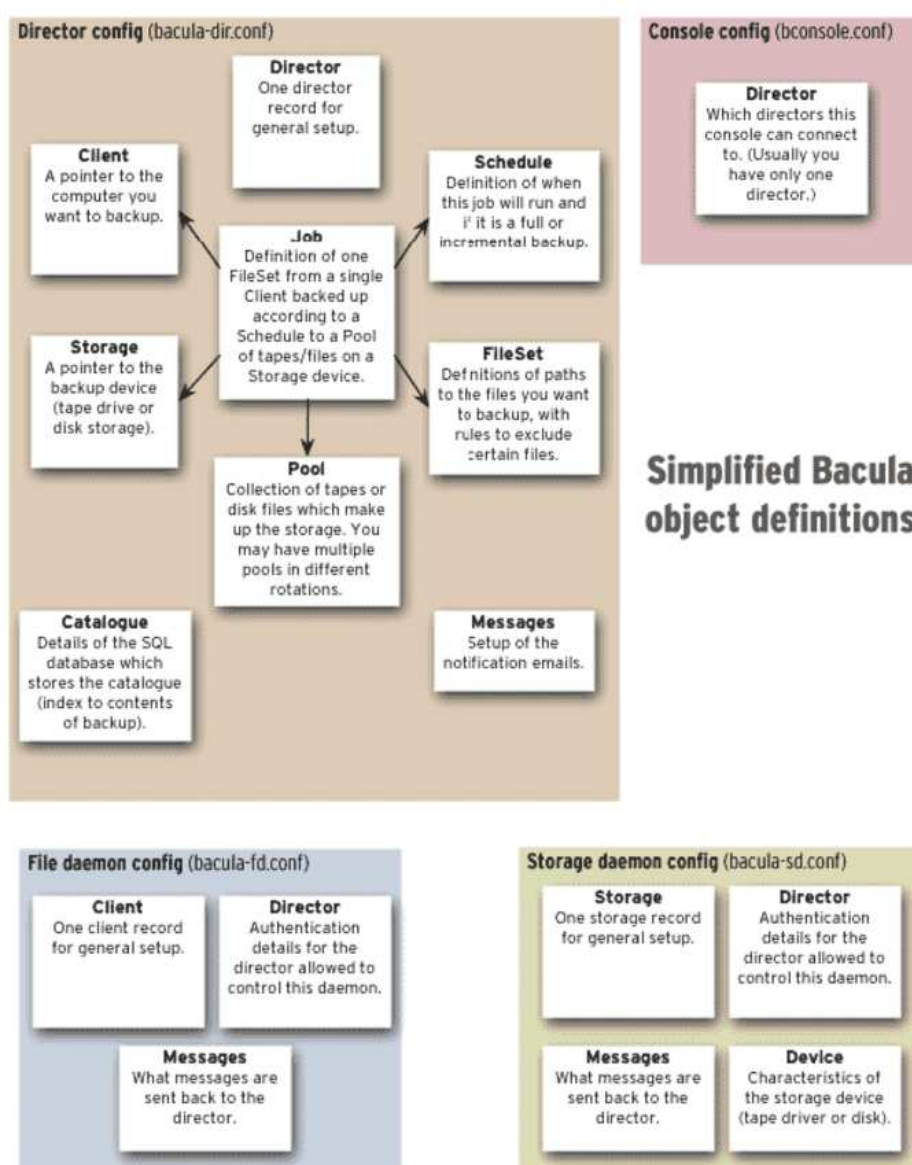 Director config (bacula-dir.conf)
Director
One director
record for
general setup.
Client
A pointer to the
computer you
want to backup.
Schedule
Definition of when
this job will run and
if it is a full or
incremental backup.
Job
Definition of one
FileSet from a single
Client backed up
according to a
Schedule to a Pool
of tapes/files on a
Storage device.
Storage
A pointer to the
backup device
(tape drive or
disk storage).
FileSet
Definitions of paths
to the files you want
to backup, with
rules to exclude
certain files.
Pool
Collection of tapes or
disk files which make
up the storage. You
may have multiple
pools in different
rotations.
Catalogue
Details of the SQL
database which
stores the catalogue
(index to contents
of backup).
Messages
Setup of the
notification emails.
Console config (bconsole.conf)
Director
Which directors this
console can connect
to. (Usually you
have only one
director.)
Simplified Bacula
object definitions
File daemon config (bacula-fd.conf)
Client
One client record
for general setup.
Director
Authentication
details for the
director allowed to
control this daemon.
Messages
What messages are
sent back to the
director.
Storage daemon config (bacula-sd.conf)
Storage
One storage record
for general setup.
Director
Authentication
details for the
director allowed to
control this daemon.
Messages
What messages are
sent back to the
director.
Device
Characteristics of
the storage device
(tape driver or disk).